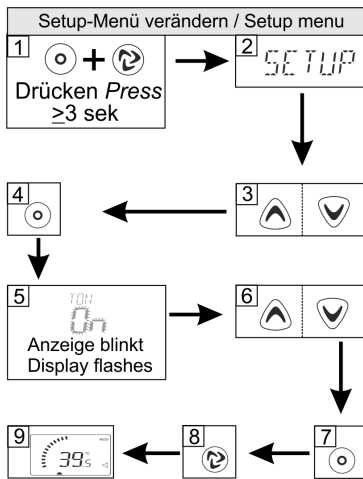 Setup-Menü verändern / Setup menu
1
Drücken Press
≥3 sek
2
SETUP
3
4
5
TON
On
Anzeige blinkt
Display flashes
6
7
8
9
eco
39.5 °C